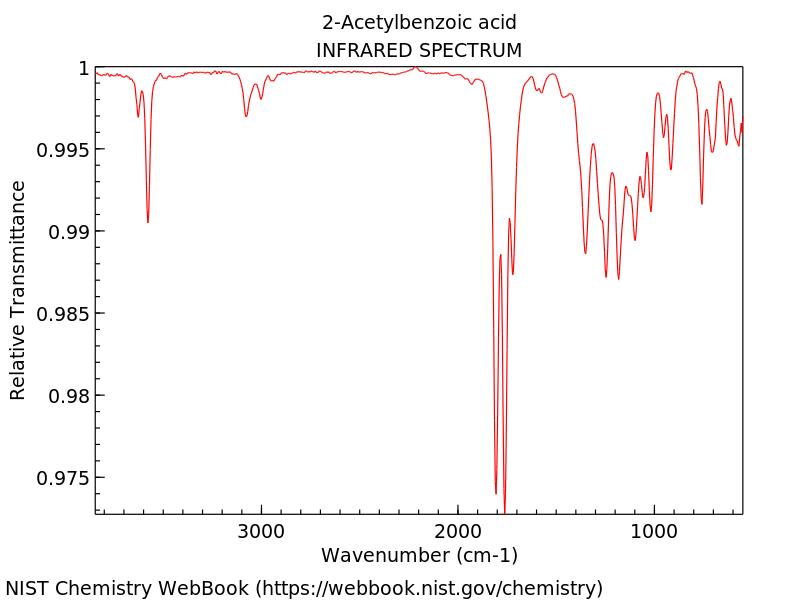 2-Acetylbenzoic acid
INFRARED SPECTRUM
1
0.995
0.99
0.985
0.98
0.975
Relative Transmittance
3000 2000 1000
Wavenumber (cm-1)
NIST Chemistry WebBook (https://webbook.nist.gov/chemistry)